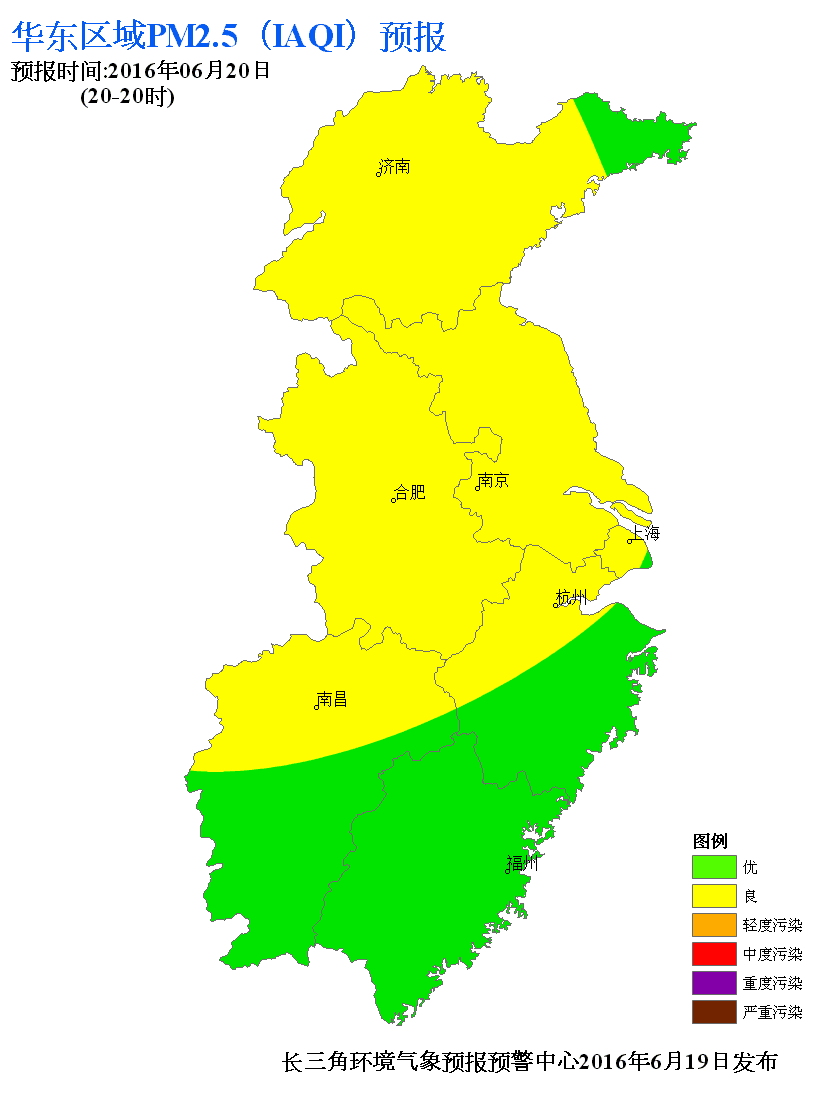 华东区域PM2.5（IAQI）预报
预报时间:2016年06月20日
(20-20时)
济南
南京
合肥
上海
杭州
南昌
福州
图例
优
良
轻度污染
中度污染
重度污染
严重污染
长三角环境气象预报预警中心2016年6月19日发布